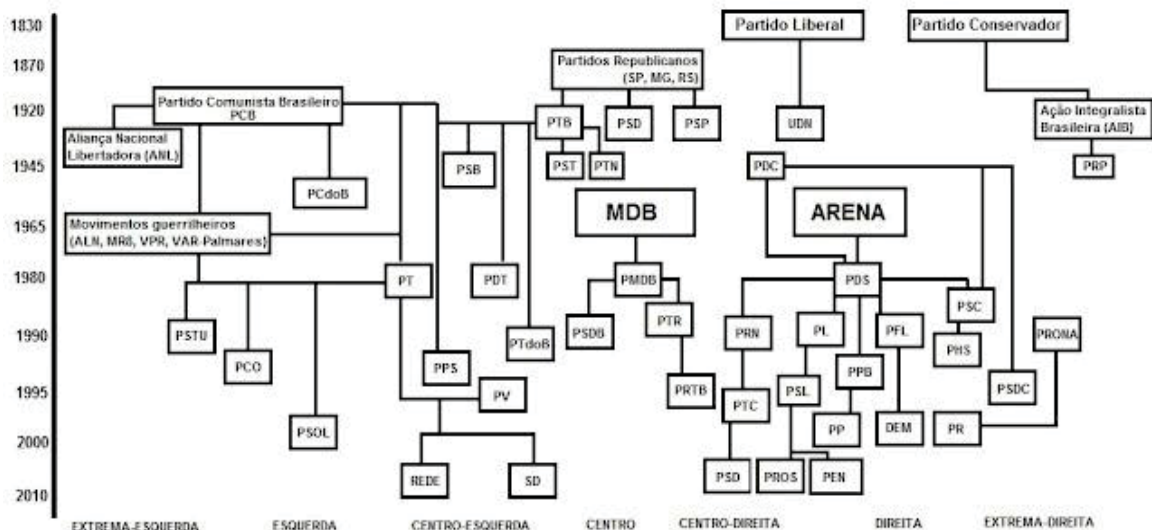 1830
Partido Liberal
Partido Conservador
1870
Partidos Republicanos
(SP, MG, RS)
1920
Partido Comunista Brasileiro
PCB
PTB
PSD
PSP
UDN
Ação Integralista
Brasileira (AIB)
Aliança Nacional
Libertadora (ANL)
1945
PSB
PST
PTN
PDC
PRP
PCdoB
MDB
ARENA
1965
Movimentos guerrilheiros
(ALN, MR8, VPR, VAR-Palmares)
1980
PT
PDT
PMDB
PDS
PSC
1990
PSTU
PTdoB
PSDB
PTR
PRN
PL
PFL
PHS
PRONA
PCO
PPS
PPB
1995
PV
PRTB
PTC
PSL
PSDC
2000
PSOL
PP
DEM
PR
REDE
SD
PSD
PROS
PEN
2010
EXTREMA-ESQUERDA
ESQUERDA
CENTRO-ESQUERDA
CENTRO
CENTRO-DIREITA
DIREITA
EXTREMA-DIREITA